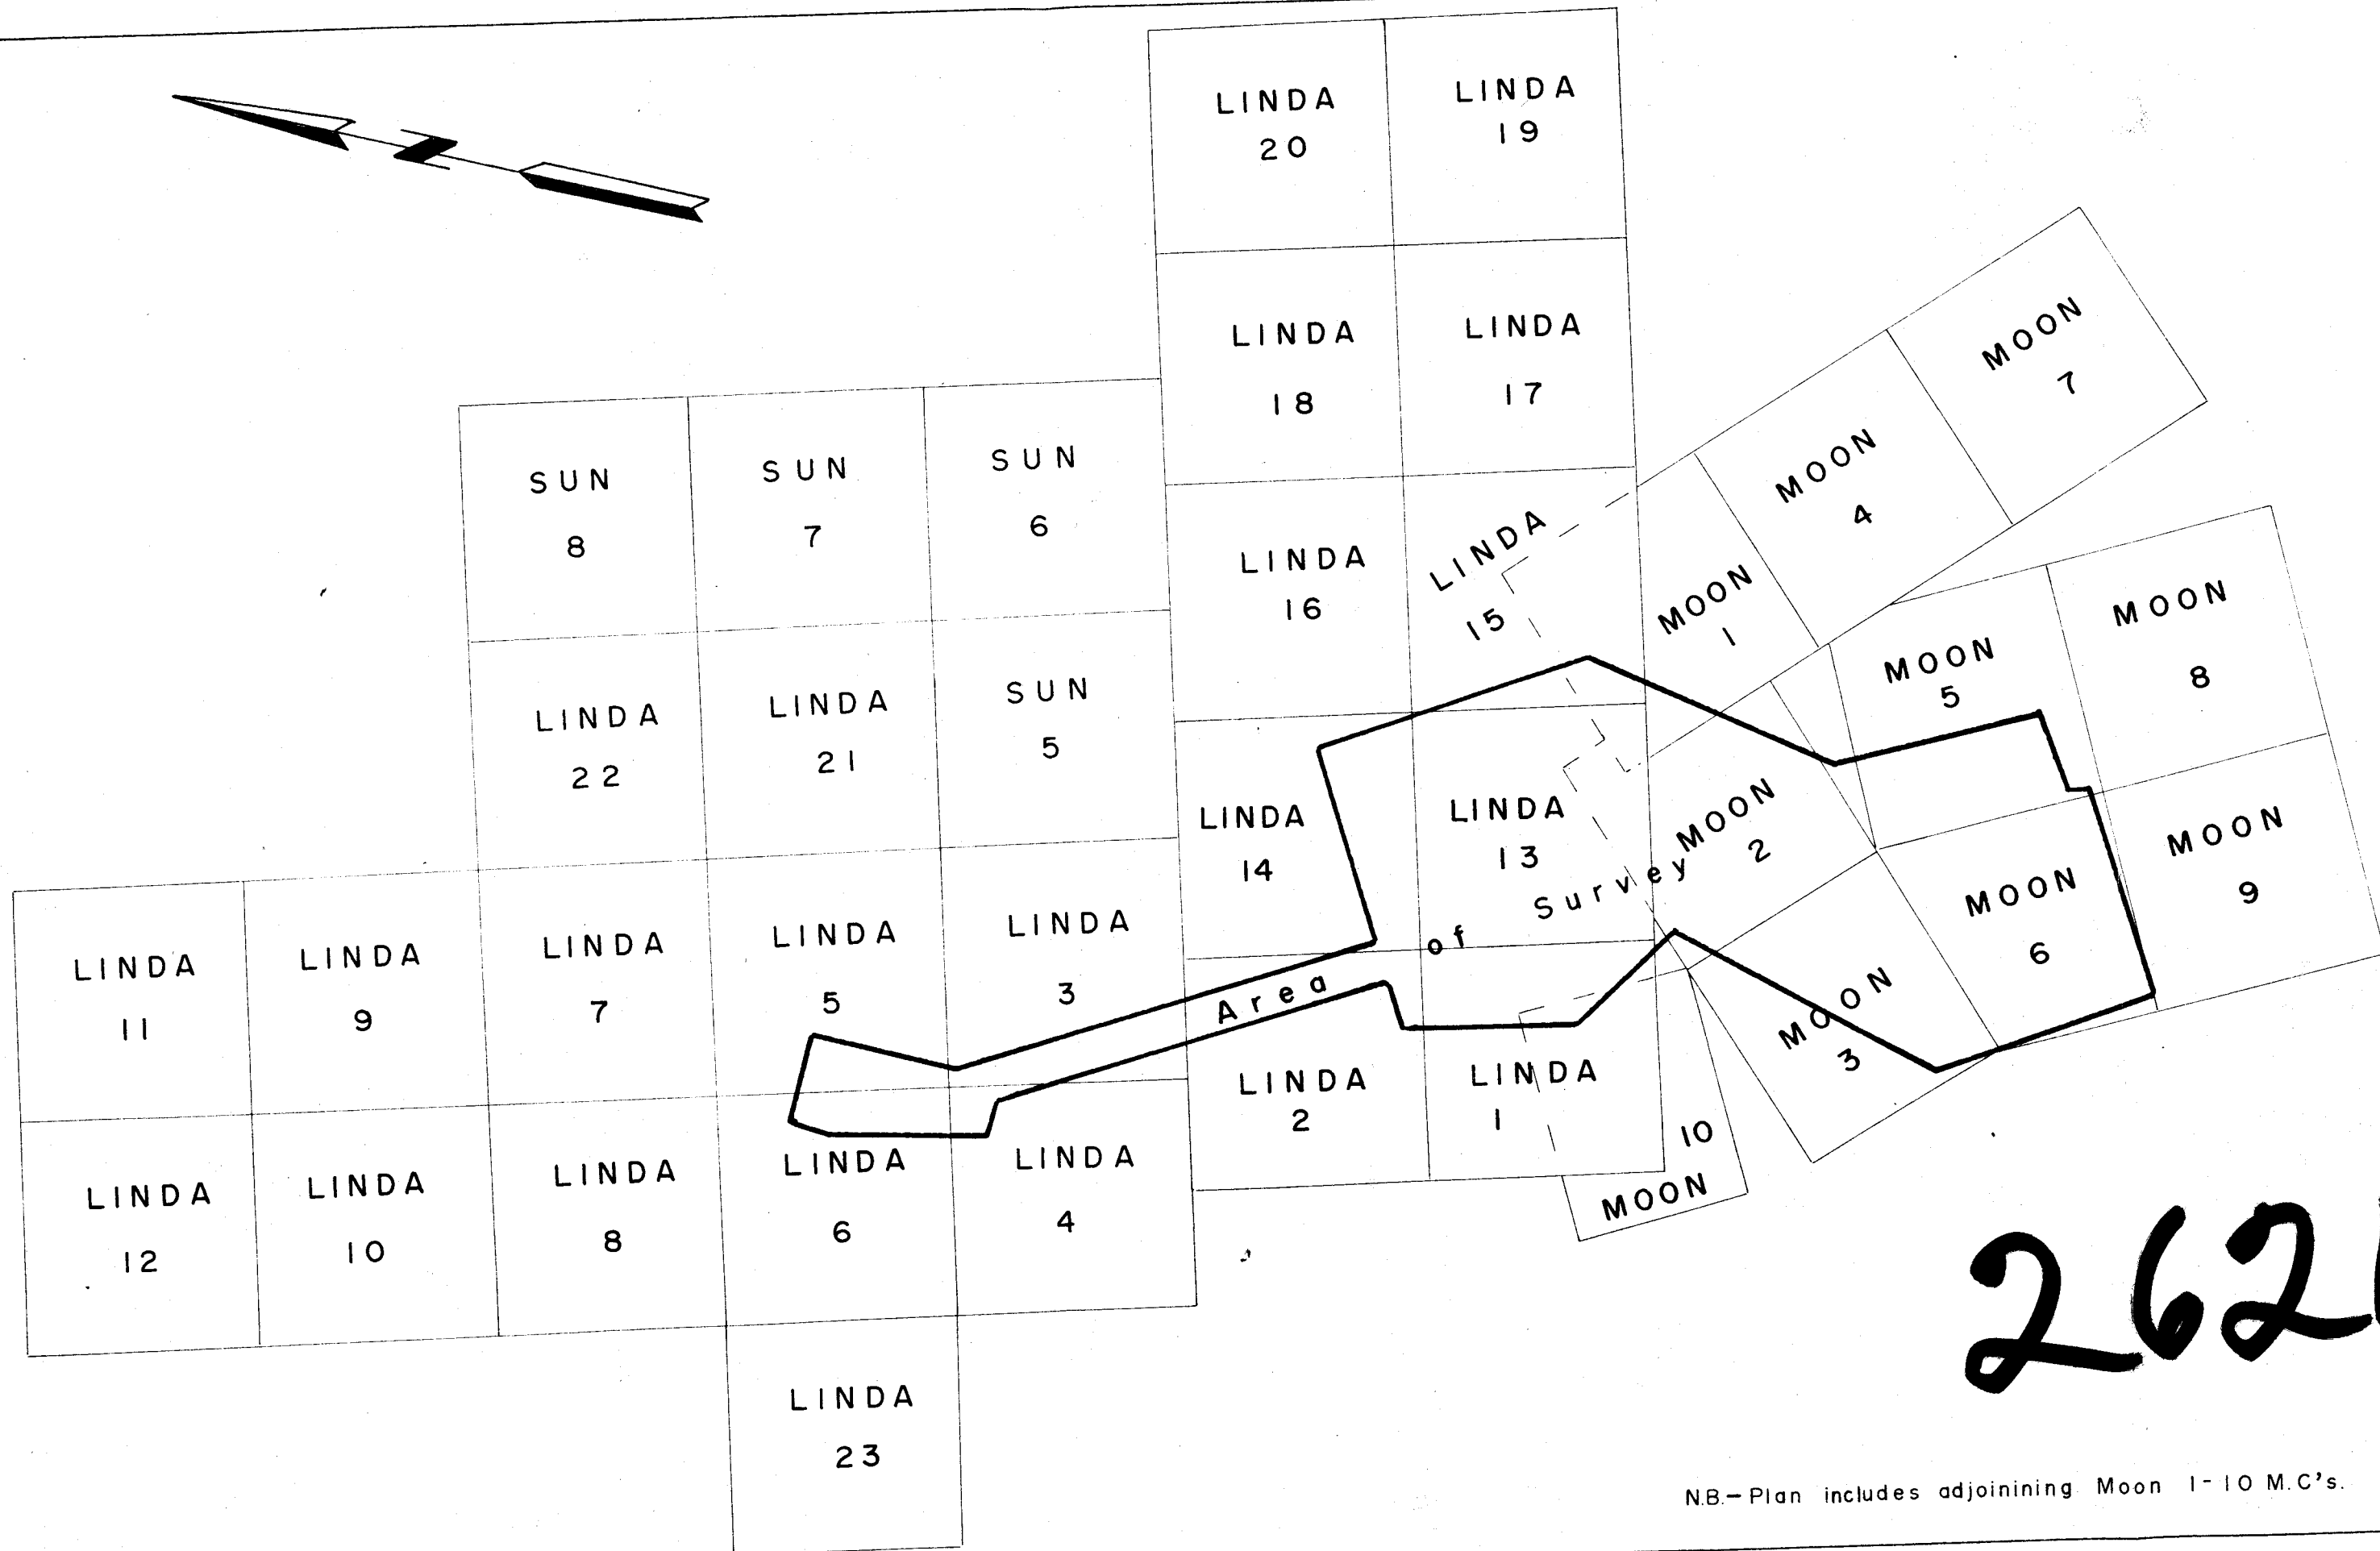 N
LINDA
20
LINDA
19
LINDA
18
LINDA
17
MOON
7
MOON
4
SUN
8
SUN
7
SUN
6
LINDA
16
LINDA
15
MOON
1
MOON
5
MOON
8
LINDA
22
LINDA
21
SUN
5
LINDA
14
LINDA
13
MOON
2
MOON
9
MOON
6
Area of Survey
LINDA
11
LINDA
9
LINDA
7
LINDA
5
LINDA
3
LINDA
2
LINDA
1
MOON
3
10
MOON
LINDA
12
LINDA
10
LINDA
8
LINDA
6
LINDA
4
LINDA
23
262
N.B.- Plan includes adjoinining Moon 1-10 M.C's.